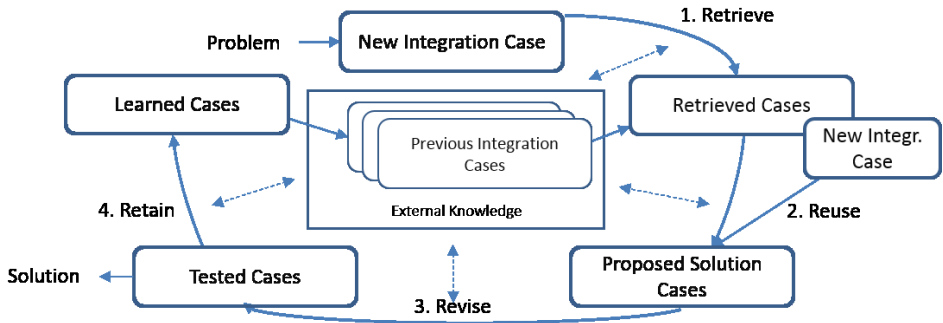 1. Retrieve
Problem
New Integration Case
Learned Cases
Retrieved Cases
Previous Integration
Cases
New Integr.
Case
External Knowledge
4. Retain
2. Reuse
Solution
Tested Cases
Proposed Solution
Cases
3. Revise